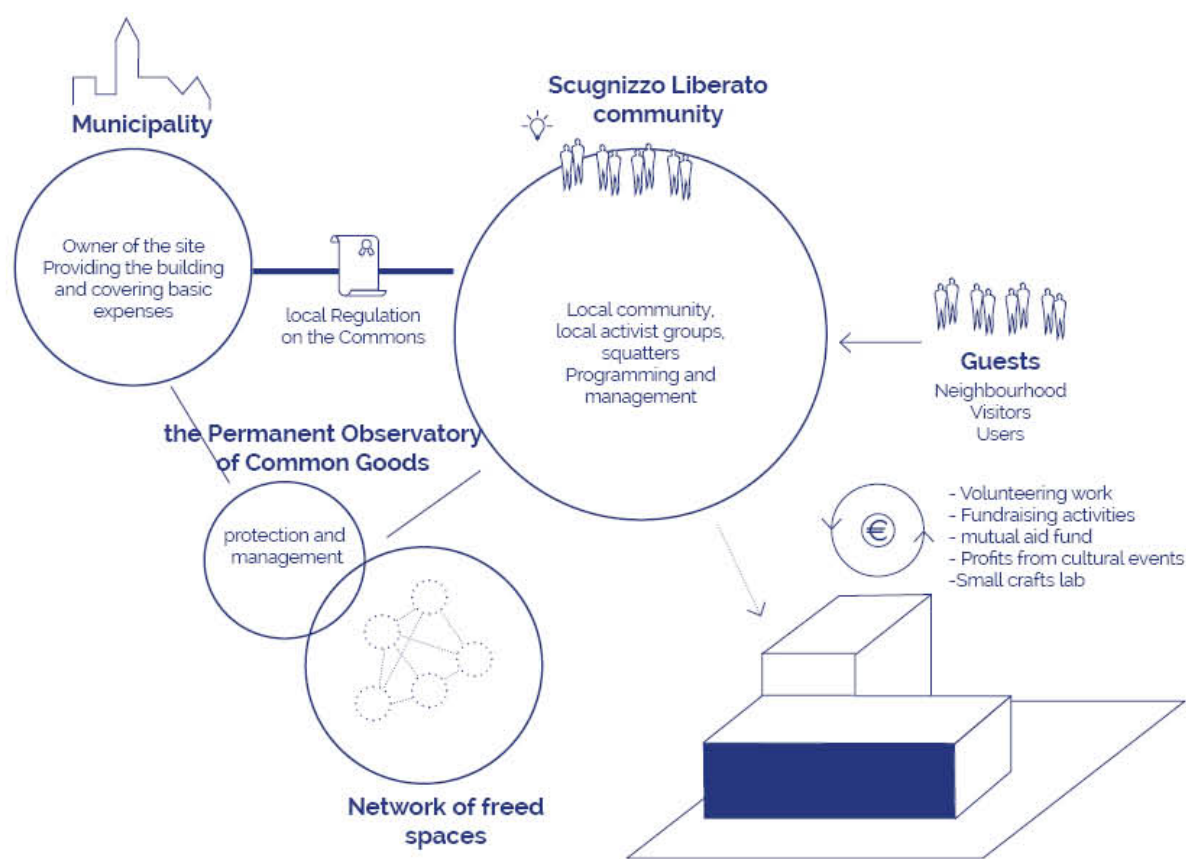 Municipality
Owner of the site
Providing the building
and covering basic
expenses
local Regulation
on the Commons
Scugnizzo Liberato
community
Local community,
local activist groups,
squatters
Programming and
management
Guests
Neighbourhood
Visitors
Users
the Permanent Observatory
of Common Goods
protection and
management
Network of freed
spaces
€
- Volunteering work
- Fundraising activities
- mutual aid fund
- Profits from cultural events
-Small crafts lab